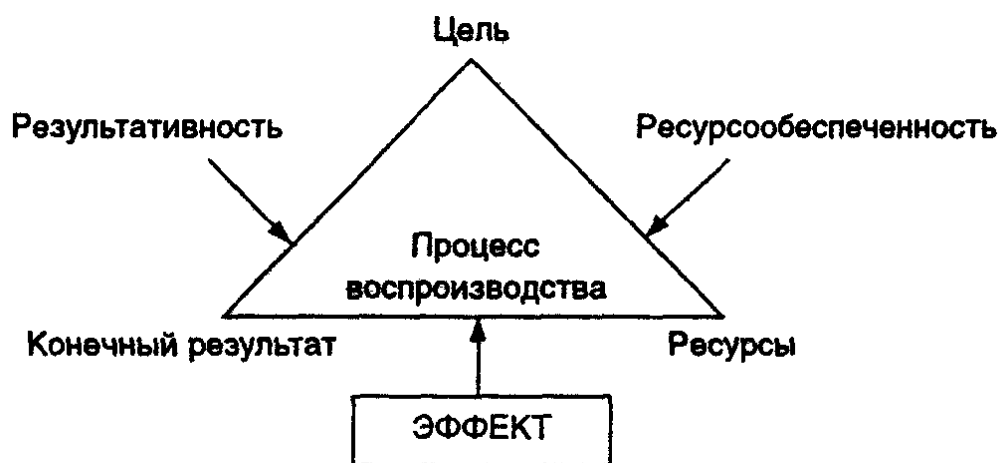 Цель
Результативность
Ресурсообеспеченность
Процесс
воспроизводства
Конечный результат
Ресурсы
ЭФФЕКТ